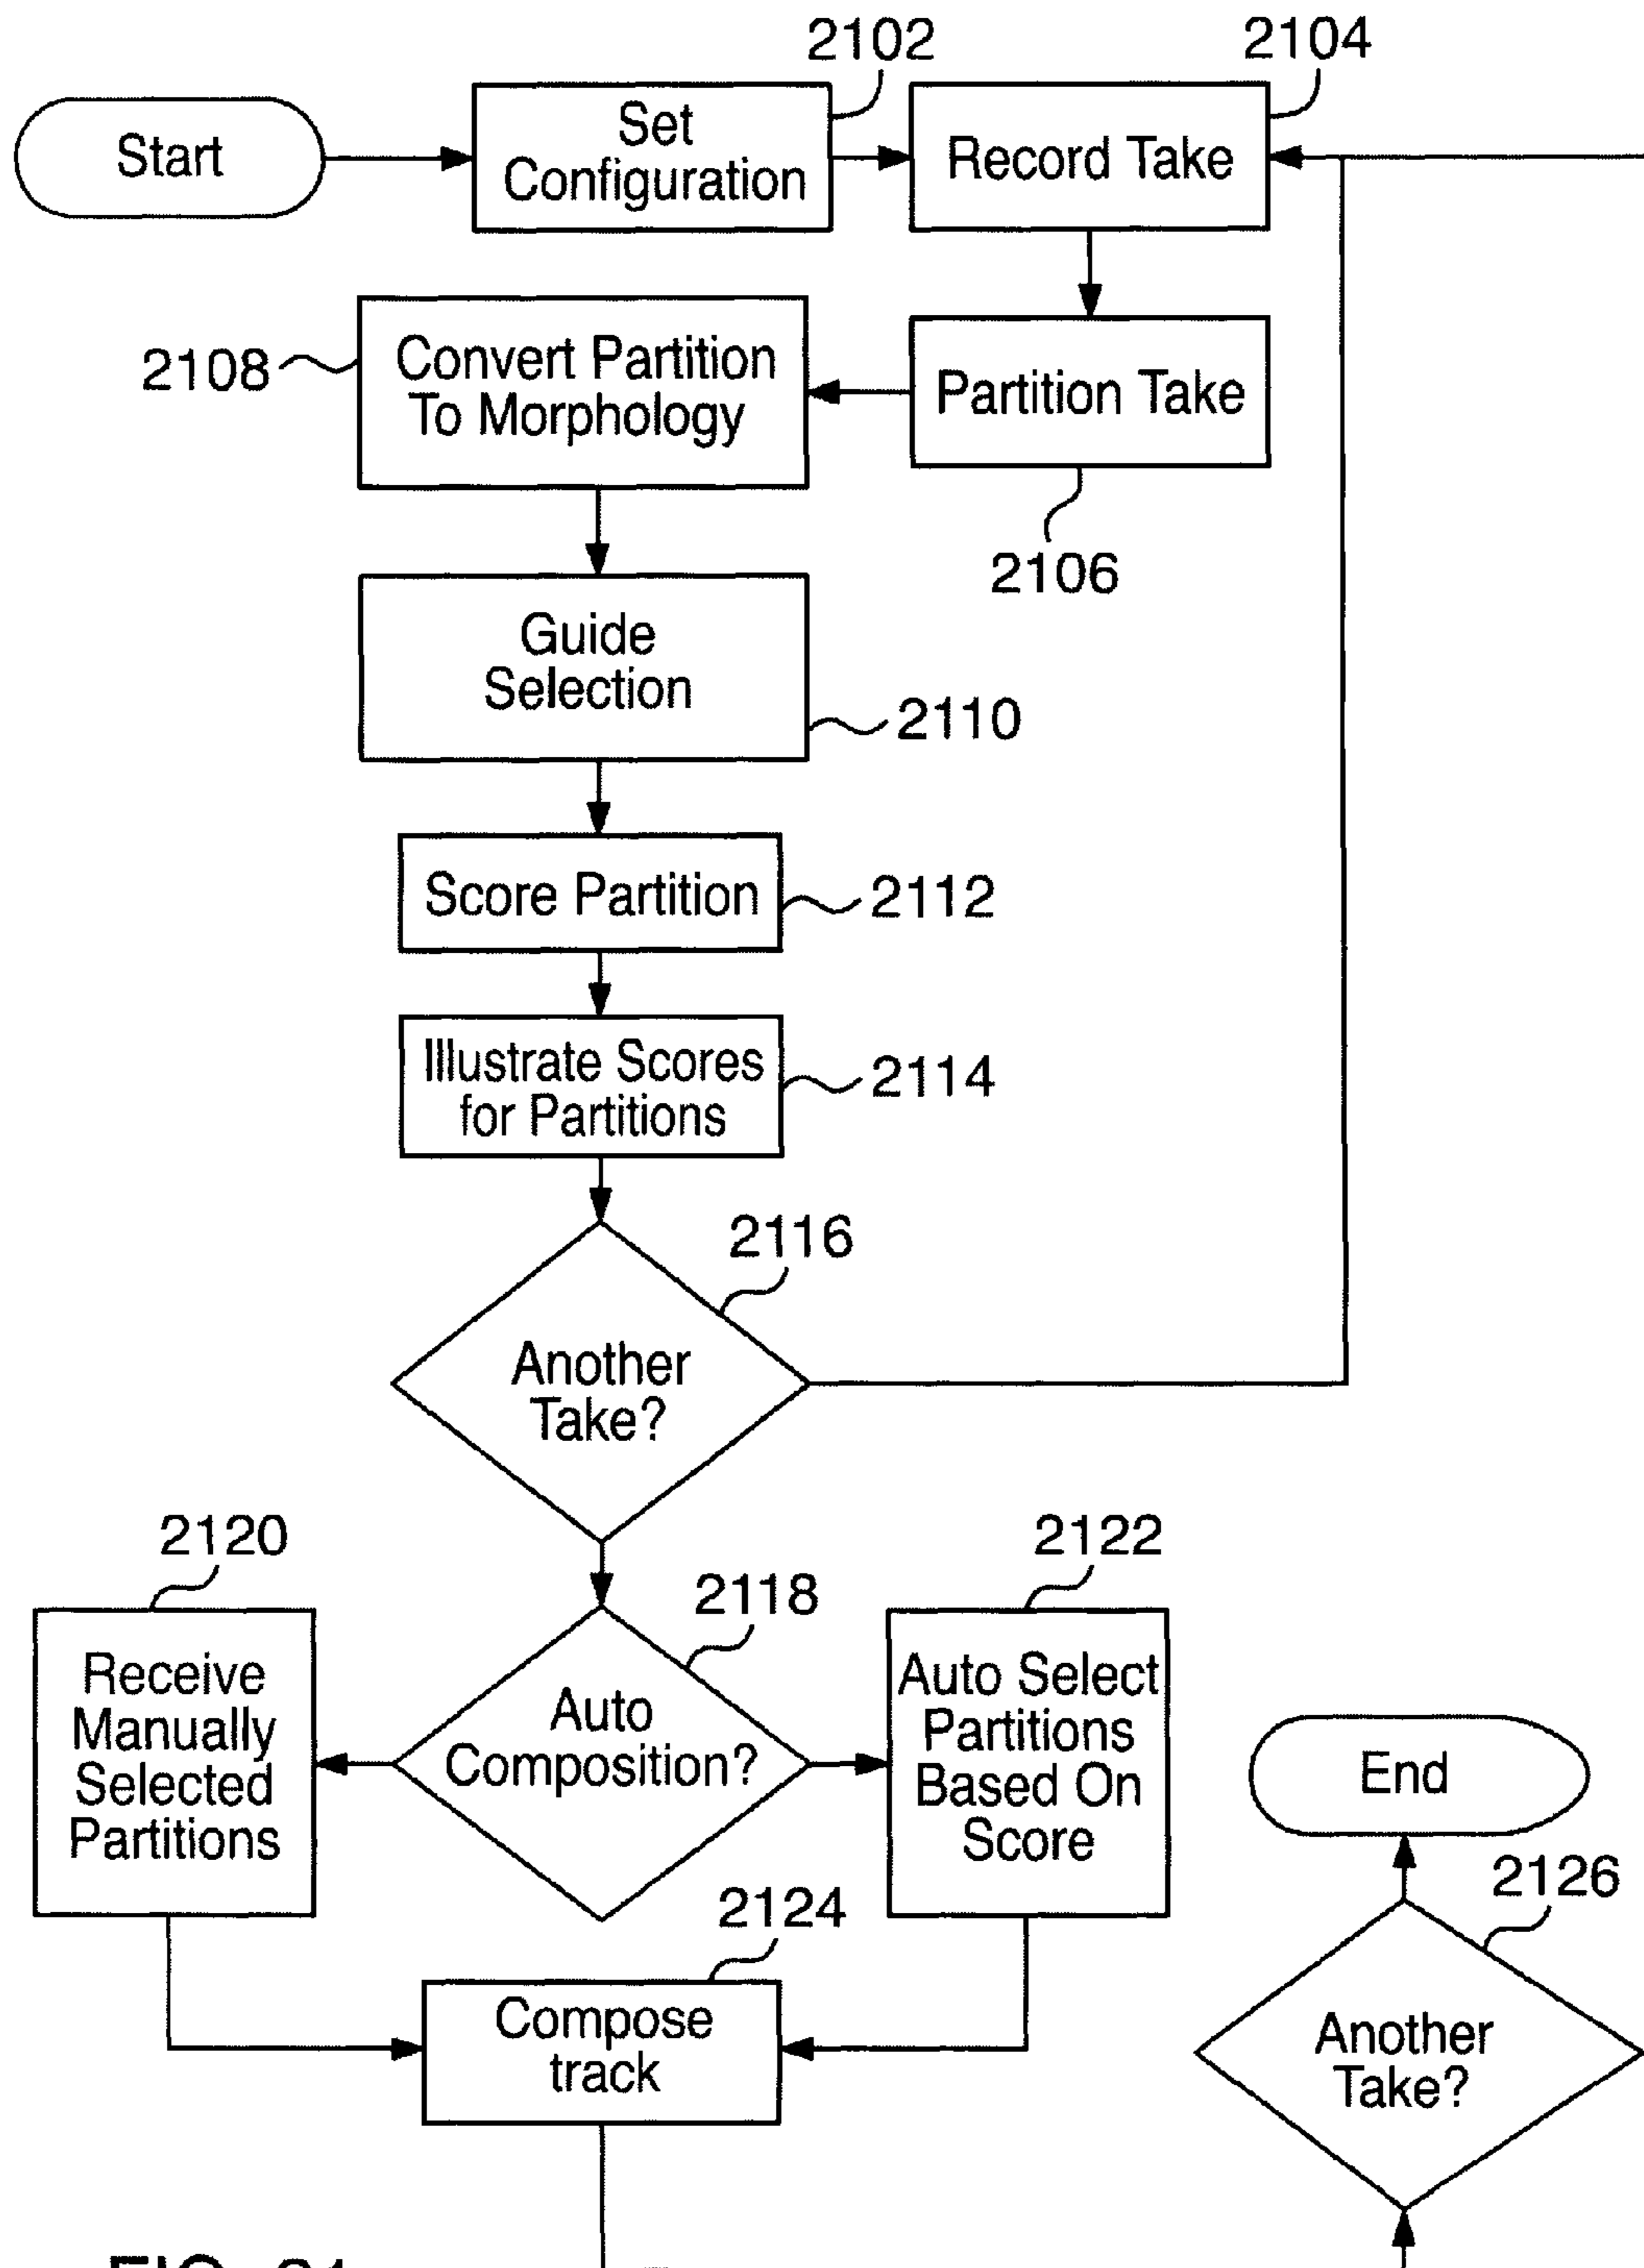 2102
2104
Start
Set
Configuration
Record Take
2108
Convert Partition
To Morphology
Partition Take
2106
Guide
Selection
2110
Score Partition
2112
Illustrate Scores
for Partitions
2114
2116
Another
Take?
2120
2122
2118
Receive
Manually
Selected
Partitions
Auto
Composition?
Auto Select
Partitions
Based On
Score
End
2126
2124
Compose
track
Another
Take?